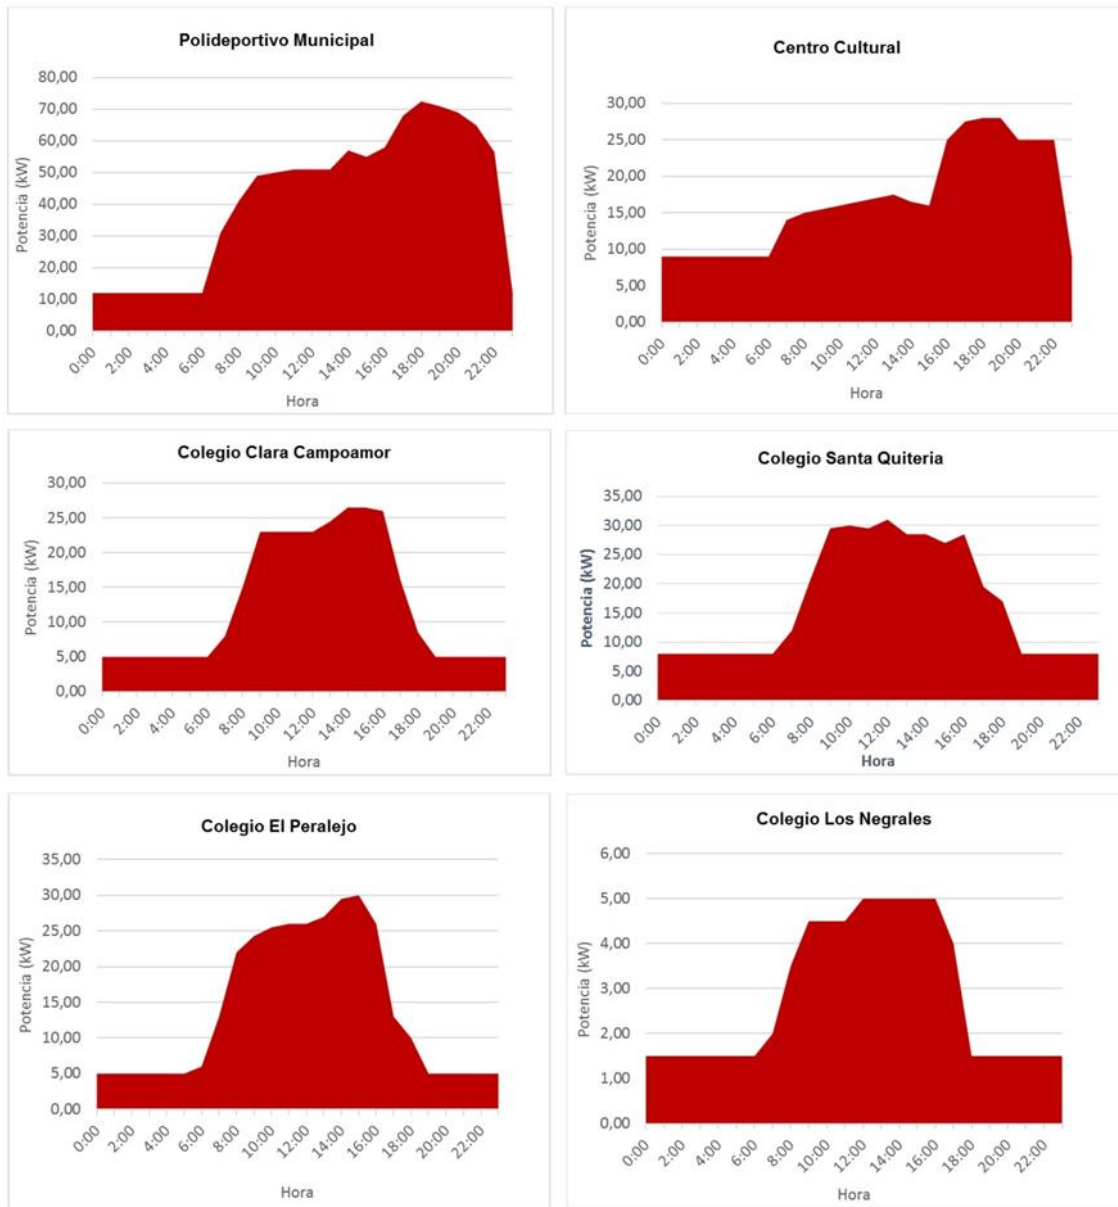 Polideportivo Municipal
80,00
70,00
60,00
50,00
40,00
30,00
20,00
10,00
0,00
Potencia (kW)
0:00 2:00 4:00 6:00 8:00 10:00 12:00 14:00 16:00 18:00 20:00 22:00
Hora
Centro Cultural
30,00
25,00
20,00
15,00
10,00
5,00
0,00
Potencia (kW)
0:00 2:00 4:00 6:00 8:00 10:00 12:00 14:00 16:00 18:00 20:00 22:00
Hora
Colegio Clara Campoamor
30,00
25,00
20,00
15,00
10,00
5,00
0,00
Potencia (kW)
0:00 2:00 4:00 6:00 8:00 10:00 12:00 14:00 16:00 18:00 20:00 22:00
Hora
Colegio Santa Quiteria
35,00
30,00
25,00
20,00
15,00
10,00
5,00
0,00
Potencia (kW)
0:00 2:00 4:00 6:00 8:00 10:00 12:00 14:00 16:00 18:00 20:00 22:00
Hora
Colegio El Peralejo
35,00
30,00
25,00
20,00
15,00
10,00
5,00
0,00
Potencia (kW)
0:00 2:00 4:00 6:00 8:00 10:00 12:00 14:00 16:00 18:00 20:00 22:00
Hora
Colegio Los Negrales
6,00
5,00
4,00
3,00
2,00
1,00
0,00
Potencia (kW)
0:00 2:00 4:00 6:00 8:00 10:00 12:00 14:00 16:00 18:00 20:00 22:00
Hora